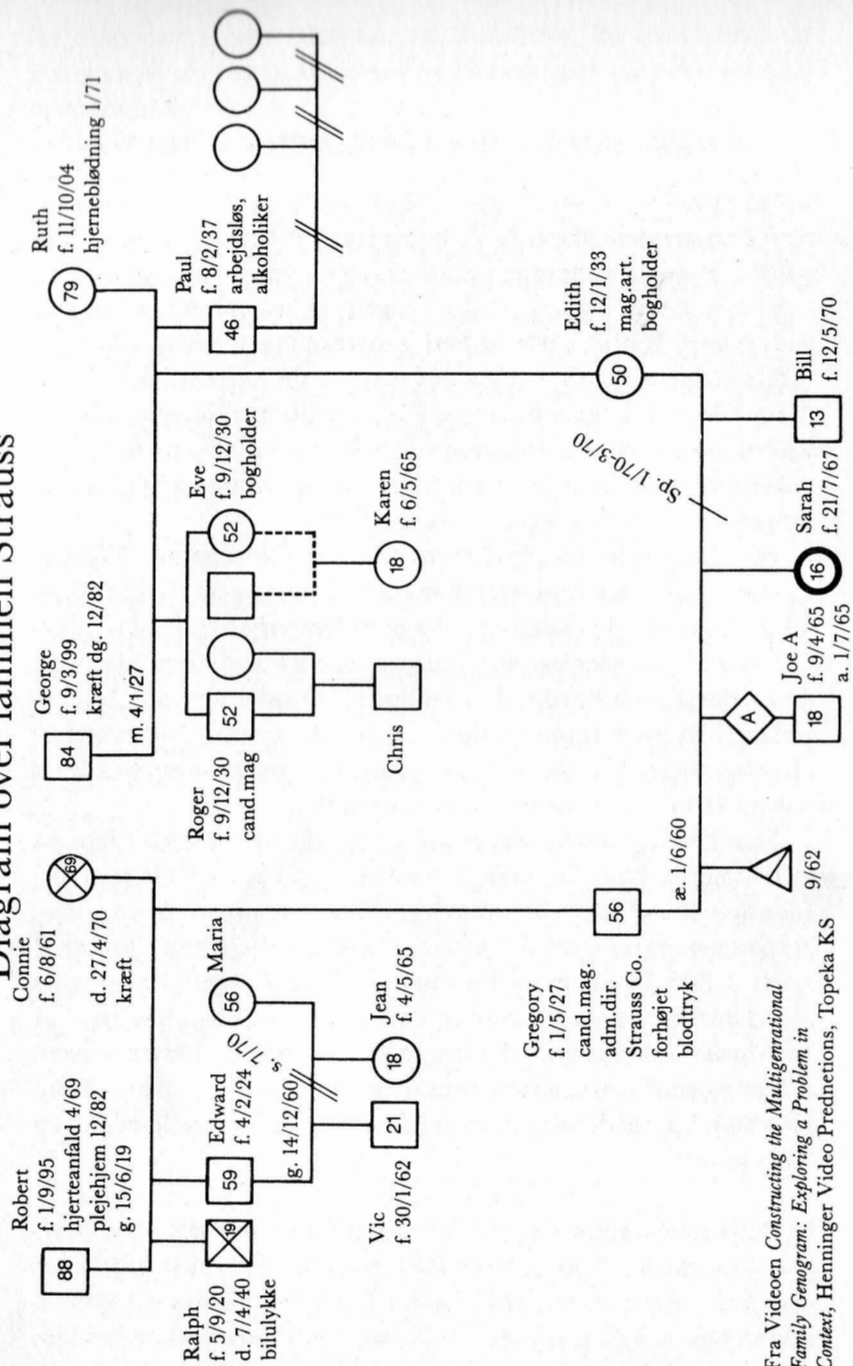 Diagram over familien Strauss
Robert
f. 1/9/95
hjerteanfald 4/69
plejehjem 12/82
g. 15/6/19
88
Connie
f. 6/8/61
69
d. 27/4/70
kræft
George
f. 9/3/99
kræft dg. 12/82
84
m. 4/1/27
Ruth
f. 11/10/04
hjerneblødning 1/71
79
Ralph
f. 5/9/20
d. 7/4/40
bilulykke
19
Edward
f. 4/2/24
59
s. 7/70
g. 14/12/60
Maria
56
Vic
f. 30/1/62
21
Jean
f. 4/5/65
18
Roger
f. 9/12/30
cand.mag
52
Chris
Eve
f. 9/12/30
bogholder
52
Karen
f. 6/5/65
18
Paul
f. 8/2/37
arbejdsløs,
alkoholiker
46
Gregory
f. 1/5/27
cand.mag.
adm.dir.
Strauss Co.,
forhøjet
blodtryk
56
Edith
f. 12/1/33
mag.art.
bogholder
50
æ. 1/6/60
Sp. 1/70-3/70
9/62
A
Joe A
f. 9/4/65
a. 1/7/65
18
Sarah
f. 21/7/67
16
Bill
f. 12/5/70
13
Fra Videoen Constructing the Multigenrational
Family Genogram: Exploring a Problem in
Context, Henninger Video Preductions, Topeka KS